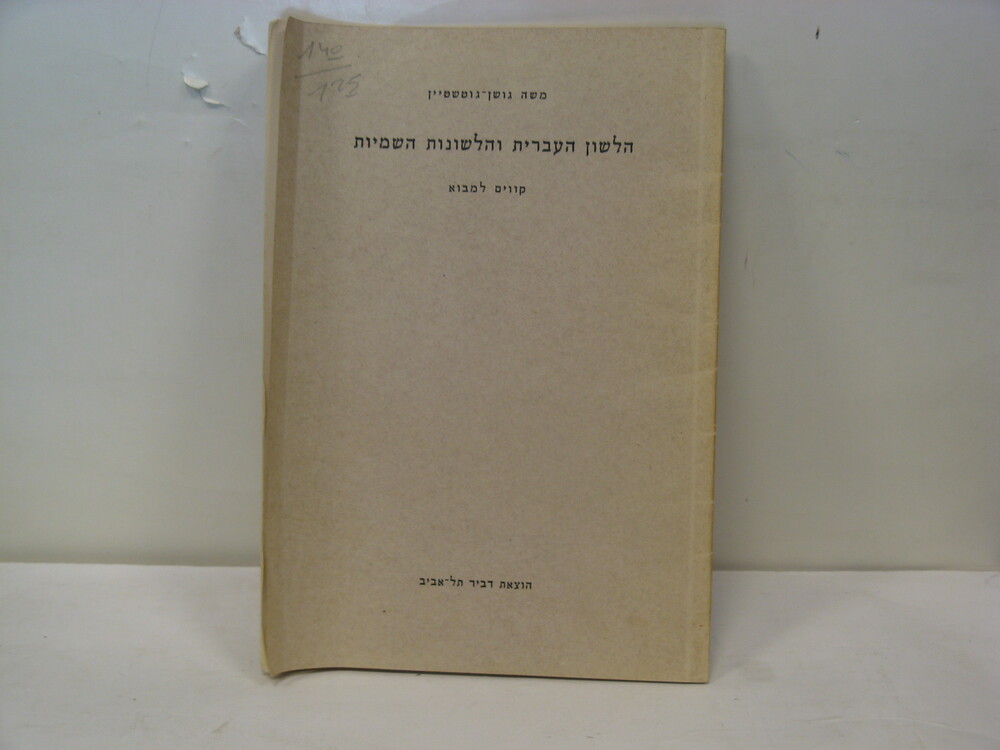 משה גושן־גוטשטיין
הלשון העברית והלשונות השמיות
קווים למבוא
הוצאת דביר תל־אביב